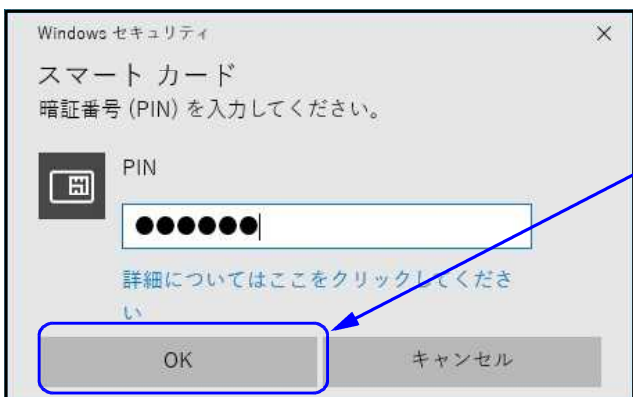 Windows セキュリティ
スマート カード
暗証番号 (PIN) を入力してください。
PIN
●●●●●●
詳細についてはここをクリックしてくださ
い
OK
キャンセル